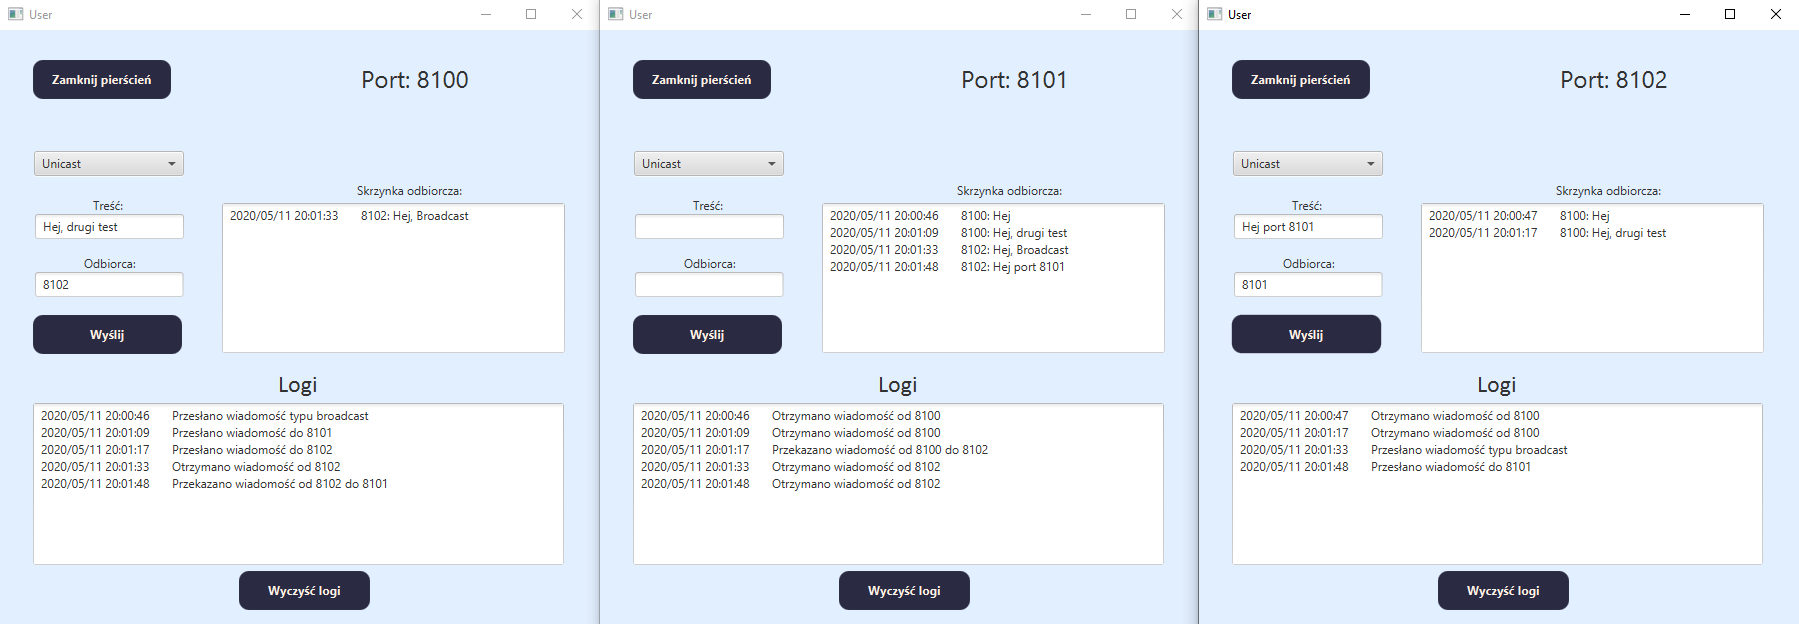 User
Zamknij pierścień
Port: 8100
Unicast
Skrzynka odbiorcza:
Treść:
Hej, drugi test
Odbiorca:
8102
Wyślij
2020/05/11 20:01:33 8102: Hej, Broadcast
Logi
2020/05/11 20:00:46 Przesłano wiadomość typu broadcast
2020/05/11 20:01:09 Przesłano wiadomość do 8101
2020/05/11 20:01:17 Przesłano wiadomość do 8102
2020/05/11 20:01:33 Otrzymano wiadomość od 8102
2020/05/11 20:01:48 Przekazano wiadomość od 8102 do 8101
Wyczyść logi
User
Zamknij pierścień
Port: 8101
Unicast
Skrzynka odbiorcza:
Treść:
Odbiorca:
Wyślij
2020/05/11 20:00:46 8100: Hej
2020/05/11 20:01:09 8100: Hej, drugi test
2020/05/11 20:01:33 8102: Hej, Broadcast
2020/05/11 20:01:48 8102: Hej port 8101
Logi
2020/05/11 20:00:46 Otrzymano wiadomość od 8100
2020/05/11 20:01:09 Otrzymano wiadomość od 8100
2020/05/11 20:01:17 Przekazano wiadomość od 8100 do 8102
2020/05/11 20:01:33 Otrzymano wiadomość od 8102
2020/05/11 20:01:48 Otrzymano wiadomość od 8102
Wyczyść logi
User
Zamknij pierścień
Port: 8102
Unicast
Skrzynka odbiorcza:
Treść:
Hej port 8101
Odbiorca:
8101
Wyślij
2020/05/11 20:00:47 8100: Hej
2020/05/11 20:01:17 8100: Hej, drugi test
Logi
2020/05/11 20:00:47 Otrzymano wiadomość od 8100
2020/05/11 20:01:17 Otrzymano wiadomość od 8100
2020/05/11 20:01:33 Przesłano wiadomość typu broadcast
2020/05/11 20:01:48 Przesłano wiadomość do 8101
Wyczyść logi